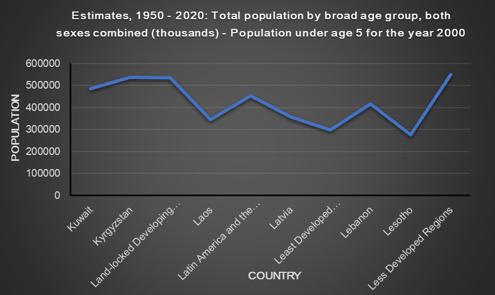 Estimates, 1950 - 2020: Total population by broad age group, both
sexes combined (thousands) - Population under age 5 for the year 2000
600000
500000
400000
300000
200000
100000
0
POPULATION
Kuwait
Kyrgyzstan
Land-locked Developing...
Laos
Latin America and the...
Latvia
Least Developed...
Lebanon
Lesotho
Less Developed Regions
COUNTRY